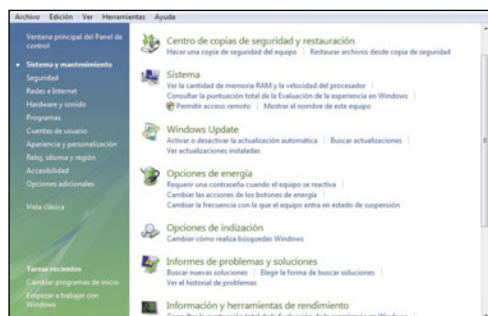 Archivo Edición Ver Herramientas Ayuda
Ventana principal del Panel de
control
Sistema y mantenimiento
Seguridad
Redes e Internet
Hardware y sonido
Programas
Cuentas de usuario
Apariencia y personalización
Reloj, idioma y región
Accesibilidad
Opciones adicionales
Vista clásica
Tareas recientes
Cambiar programas de inicio
Empezar a trabajar con
Windows
Centro de copias de seguridad y restauración
Hacer una copia de seguridad del equipo Restaurar archivos desde copia de seguridad
Sistema
Ver la cantidad de memoria RAM y la velocidad del procesador
Consultar la puntuación total de la Evaluación de la experiencia en Windows
Permitir acceso remoto Mostrar el nombre de este equipo
Windows Update
Activar o desactivar la actualización automática Buscar actualizaciones
Ver actualizaciones instaladas
Opciones de energía
Requerir una contraseña cuando el equipo se reactiva
Cambiar las acciones de los botones de energía
Cambiar la frecuencia con la que el equipo entra en estado de suspensión
Opciones de indización
Cambiar cómo realiza búsquedas Windows
Informes de problemas y soluciones
Buscar nuevas soluciones Elegir la forma de buscar soluciones
Ver el historial de problemas
Información y herramientas de rendimiento